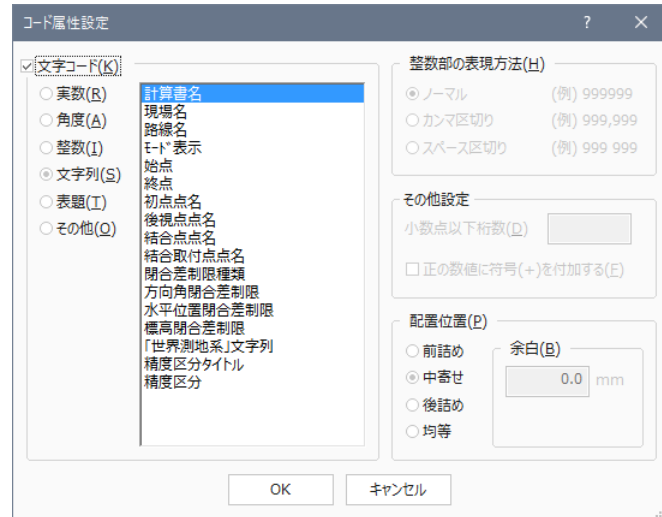 コード属性設定
? ×
文字コード(K)
実数(R)
角度(A)
整数(I)
文字列(S)
表題(T)
その他(O)
計算書名
現場名
路線名
モード表示
始点
終点
初点点名
後視点点名
結合点点名
結合取付点点名
閉合差制限種類
方向角閉合差制限
水平位置閉合差制限
標高閉合差制限
「世界測地系」文字列
精度区分タイトル
精度区分
整数部の表現方法(H)
ノーマル (例) 999999
カンマ区切り (例) 999,999
スペース区切り (例) 999 999
その他設定
小数点以下桁数(D)
正の数値に符号(+)を付加する(F)
配置位置(P)
前詰め
中寄せ
後詰め
均等
余白(B)
0.0 mm
OK キャンセル